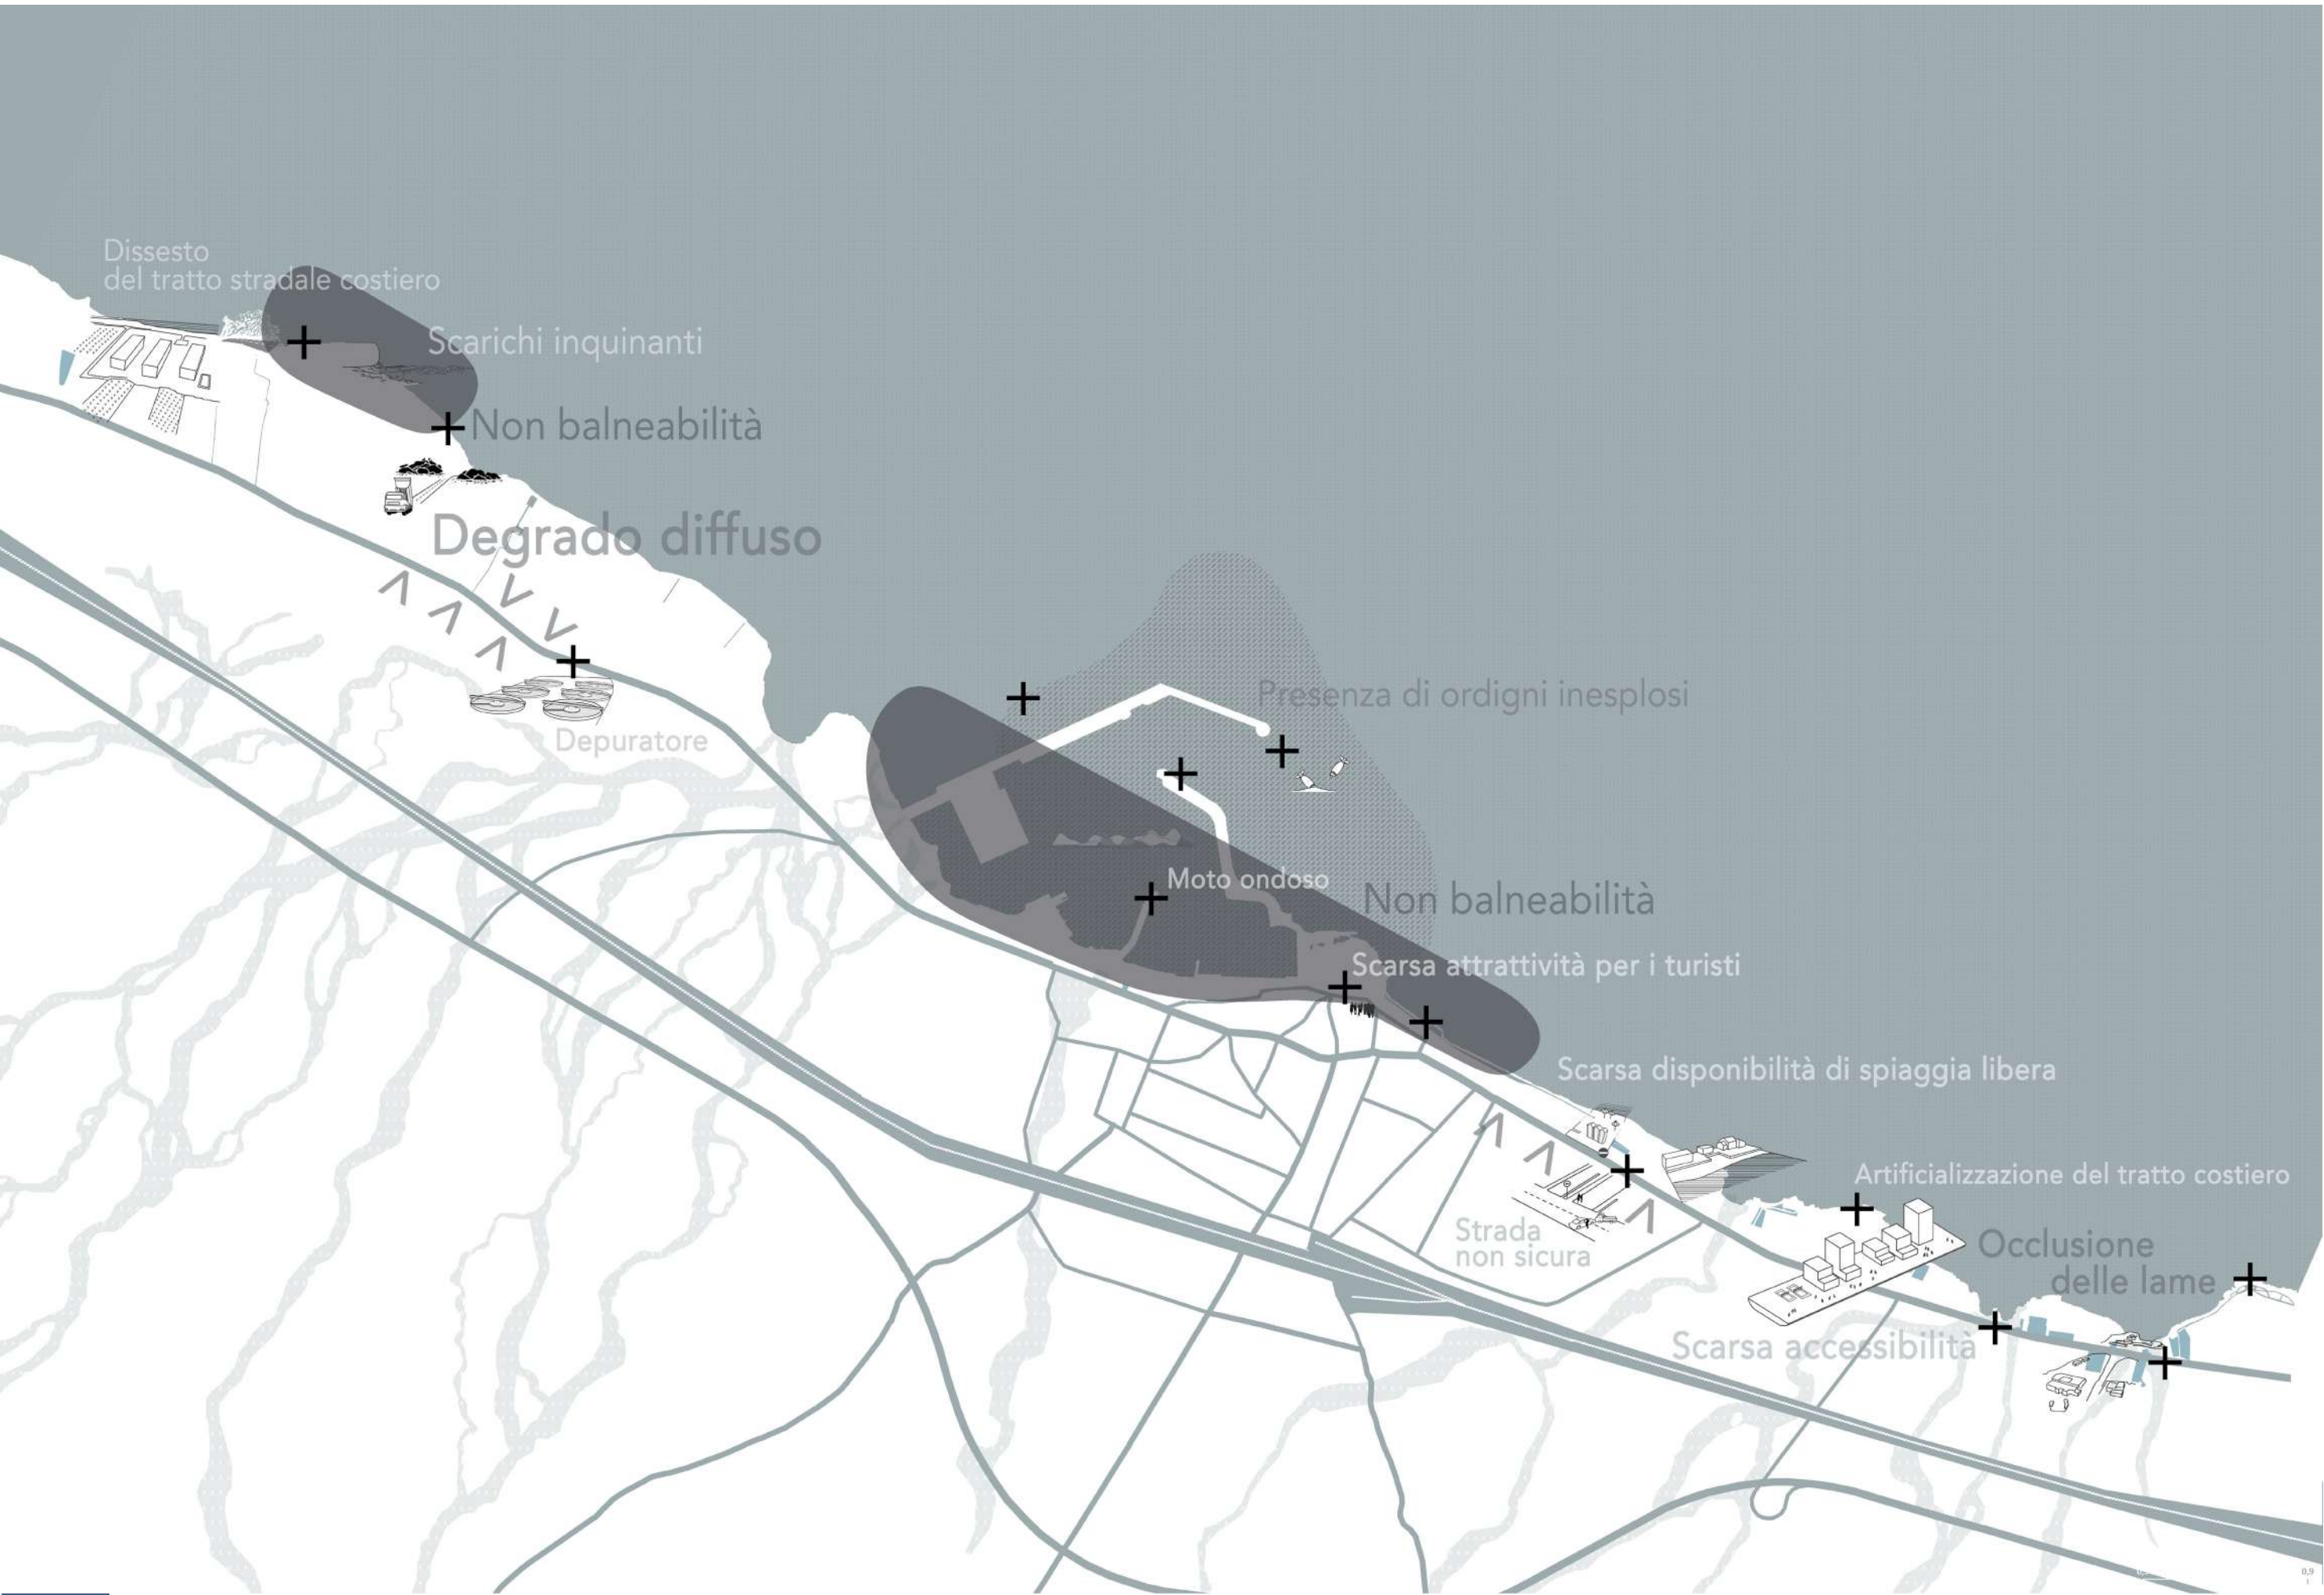 Dissesto
del tratto stradale costiero
Scarichi inquinanti
Non balneabilità
Degrado diffuso
Depuratore
Presenza di ordigni inesplosi
Moto ondoso
Non balneabilità
Scarsa attrattività per i turisti
Scarsa disponibilità di spiaggia libera
Artificializzazione del tratto costiero
Strada
non sicura
Occlusione
delle lame
Scarsa accessibilità
0,9